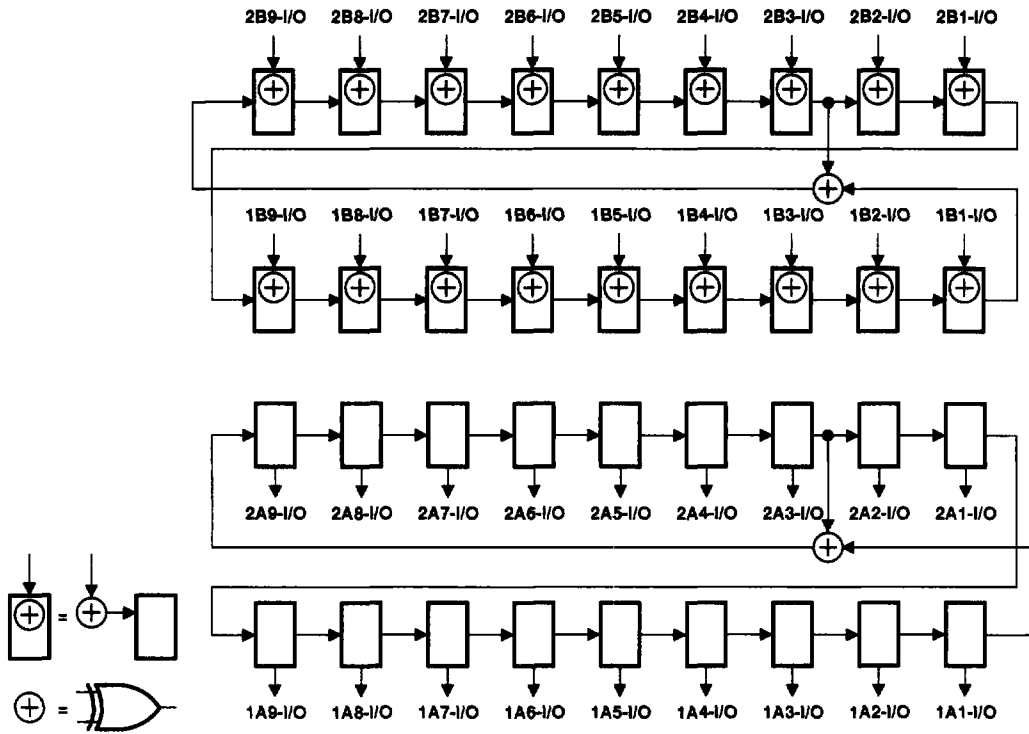 2B9-I/O 2B8-I/O 2B7-I/O 2B6-I/O 2B5-I/O 2B4-I/O 2B3-I/O 2B2-I/O 2B1-I/O
1B9-I/O 1B8-I/O 1B7-I/O 1B6-I/O 1B5-I/O 1B4-I/O 1B3-I/O 1B2-I/O 1B1-I/O
2A9-I/O 2A8-I/O 2A7-I/O 2A6-I/O 2A5-I/O 2A4-I/O 2A3-I/O 2A2-I/O 2A1-I/O
=
=
1A9-I/O 1A8-I/O 1A7-I/O 1A6-I/O 1A5-I/O 1A4-I/O 1A3-I/O 1A2-I/O 1A1-I/O